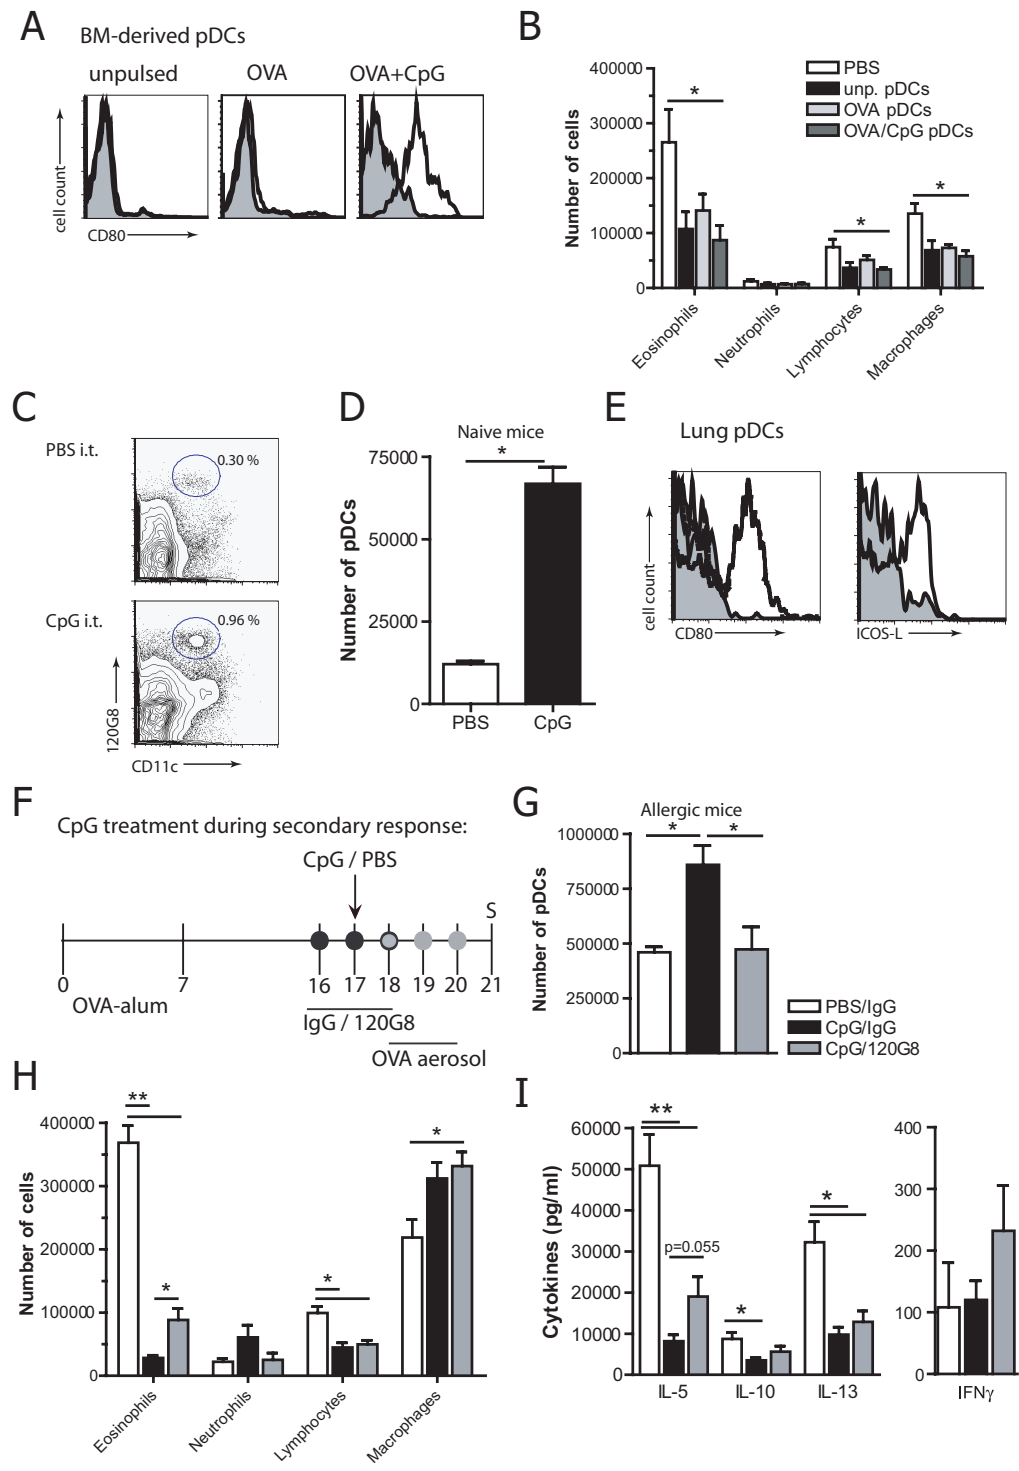 A
BM-derived pDCs
unpulsed
OVA
OVA+CpG
cell count
CD80
B
Number of cells
400000
300000
200000
100000
0
PBS
unp. pDCs
OVA pDCs
OVA/CpG pDCs
*
*
*
Eosinophils
Neutrophils
Lymphocytes
Macrophages
C
PBS i.t.
0.30 %
CpG i.t.
0.96 %
120G8
CD11c
D
Naive mice
*
Number of pDCs
75000
50000
25000
0
PBS
CpG
E
Lung pDCs
cell count
CD80
ICOS-L
F
CpG treatment during secondary response:
CpG / PBS
S
0
7
16
17
18
19
20
21
OVA-alum
IgG / 120G8
OVA aerosol
G
Allergic mice
*
*
Number of pDCs
1000000
750000
500000
250000
0
PBS/IgG
CpG/IgG
CpG/120G8
H
Number of cells
400000
300000
200000
100000
0
**
*
*
*
Eosinophils
Neutrophils
Lymphocytes
Macrophages
I
Cytokines (pg/ml)
60000
50000
40000
30000
20000
10000
0
**
p=0.055
*
*
IL-5
IL-10
IL-13
400
300
200
100
0
IFNγ